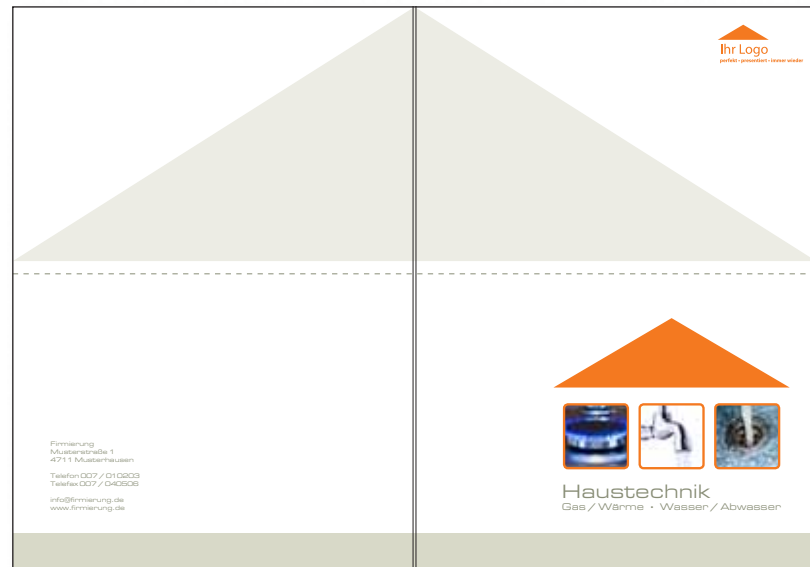 Ihr Logo
perfekt - presentiert - immer wieder
Firmierung
Musterstraße 1
4711 Musterhausen
Telefon 007 / 010203
Telefax 007 / 040506
info@firmierung.de
www.firmierung.de
Haustechnik
Gas / Wärme · Wasser / Abwasser